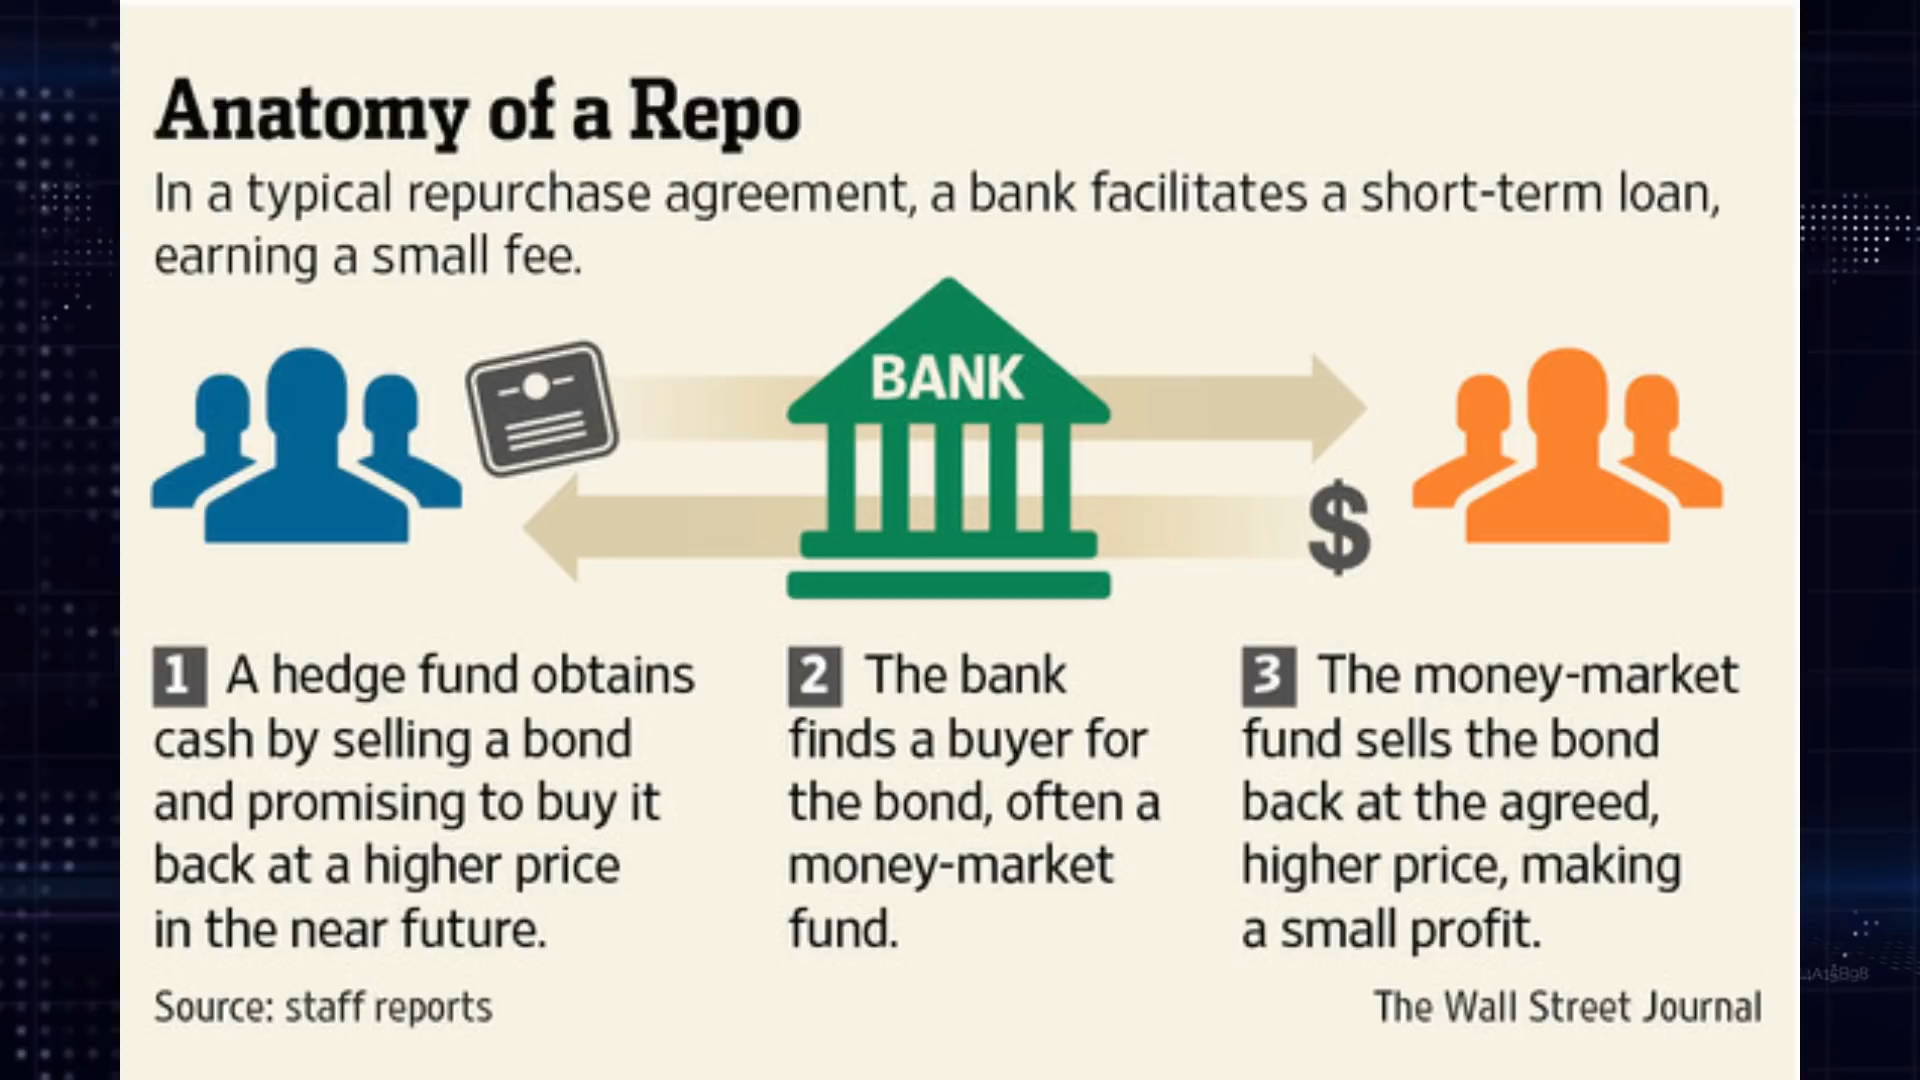 Anatomy of a Repo
In a typical repurchase agreement, a bank facilitates a short-term loan,
earning a small fee.
BANK
$
1 A hedge fund obtains
cash by selling a bond
and promising to buy it
back at a higher price
in the near future.
2 The bank
finds a buyer for
the bond, often a
money-market
fund.
3 The money-market
fund sells the bond
back at the agreed,
higher price, making
a small profit.
Source: staff reports
The Wall Street Journal